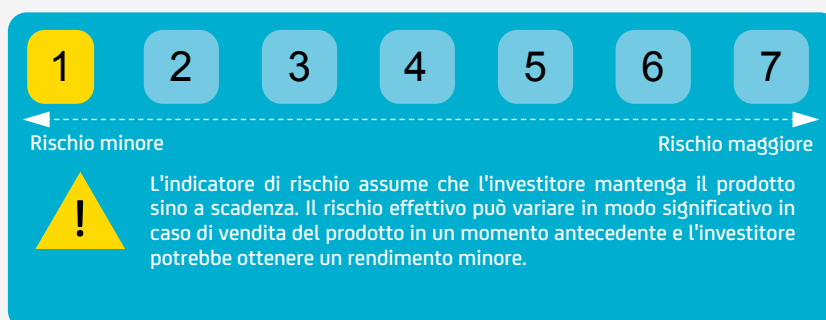 1 2 3 4 5 6 7
Rischio minore Rischio maggiore
!
L'indicatore di rischio assume che l'investitore mantenga il prodotto
sino a scadenza. Il rischio effettivo può variare in modo significativo in
caso di vendita del prodotto in un momento antecedente e l'investitore
potrebbe ottenere un rendimento minore.